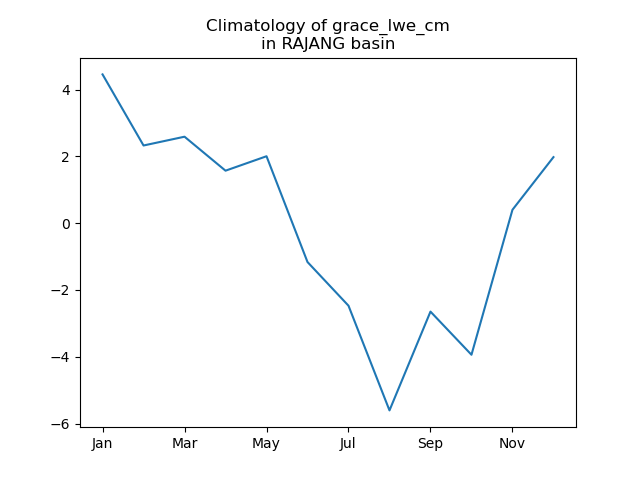 Climatology of grace_lwe_cm
in RAJANG basin
4
2
0
−2
−4
−6
Jan
Mar
May
Jul
Sep
Nov